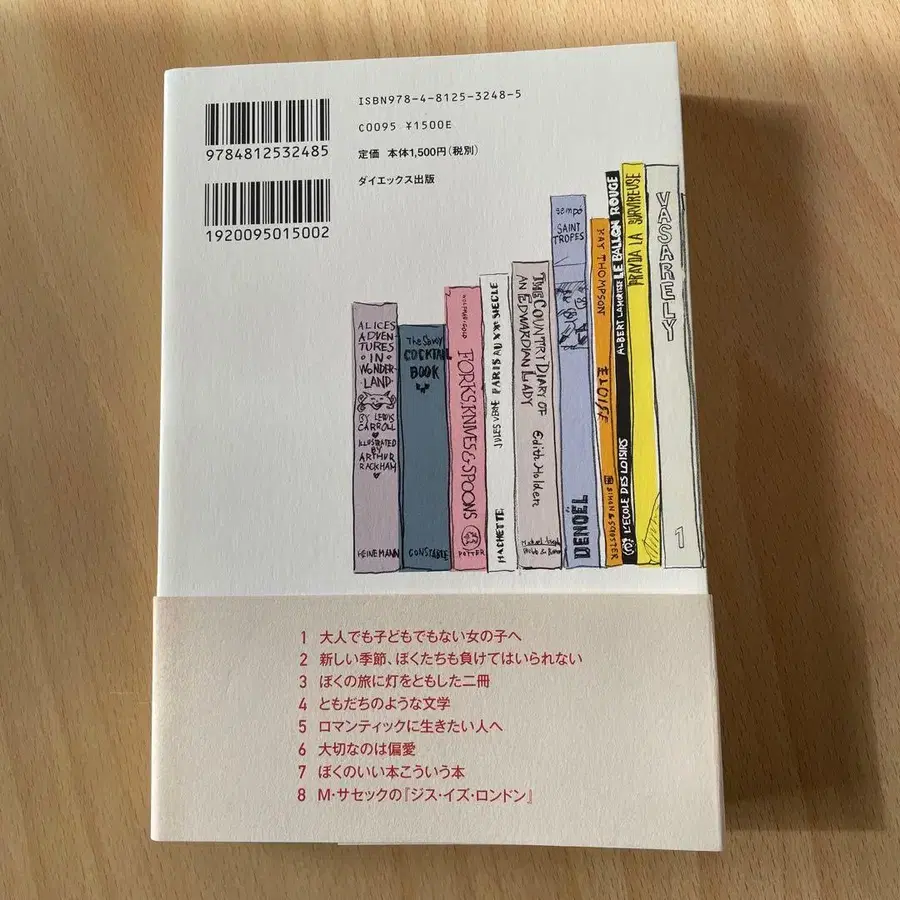 ISBN978-4-8125-3248-5
C0095 ¥1500E
定価 本体1,500円(税別)
ダイエックス出版
9784812532485
1920095015002
ALICES
ADVEN
TURES
IN
WONDER
LAND
BY LEWIS
CARROLL
ILLUSTRATED
BY
ARTHUR
RACKHAM
HEINEMANN
The Savoy
COCKTAIL
BOOK
CONSTABLE
FORKS, KNIVES & SPOONS
POTTER
JULES VERNE PARIS AU XXe SIECLE
HACHETTE
THE COUNTRY DIARY OF
AN EDWARDIAN LADY
Edith Holden
sempé
SAINT
TROPES
DENOËL
KAY THOMPSON
ELOISE
SIMON & SCHUSTER
ALBERT LAMORISSE LE BALLON ROUGE
L'ECOLE DES LOISIRS
PRAVDA LA SURVIREUSE
VASARELY
1
1 大人でも子どもでもない女の子へ
2 新しい季節、ぼくたちも負けてはいられない
3 ぼくの旅に灯をともした二冊
4 ともだちのような文学
5 ロマンティックに生きたい人へ
6 大切なのは偏愛
7 ぼくのいい本こういう本
8 M・サセックの『ジス・イズ・ロンドン』